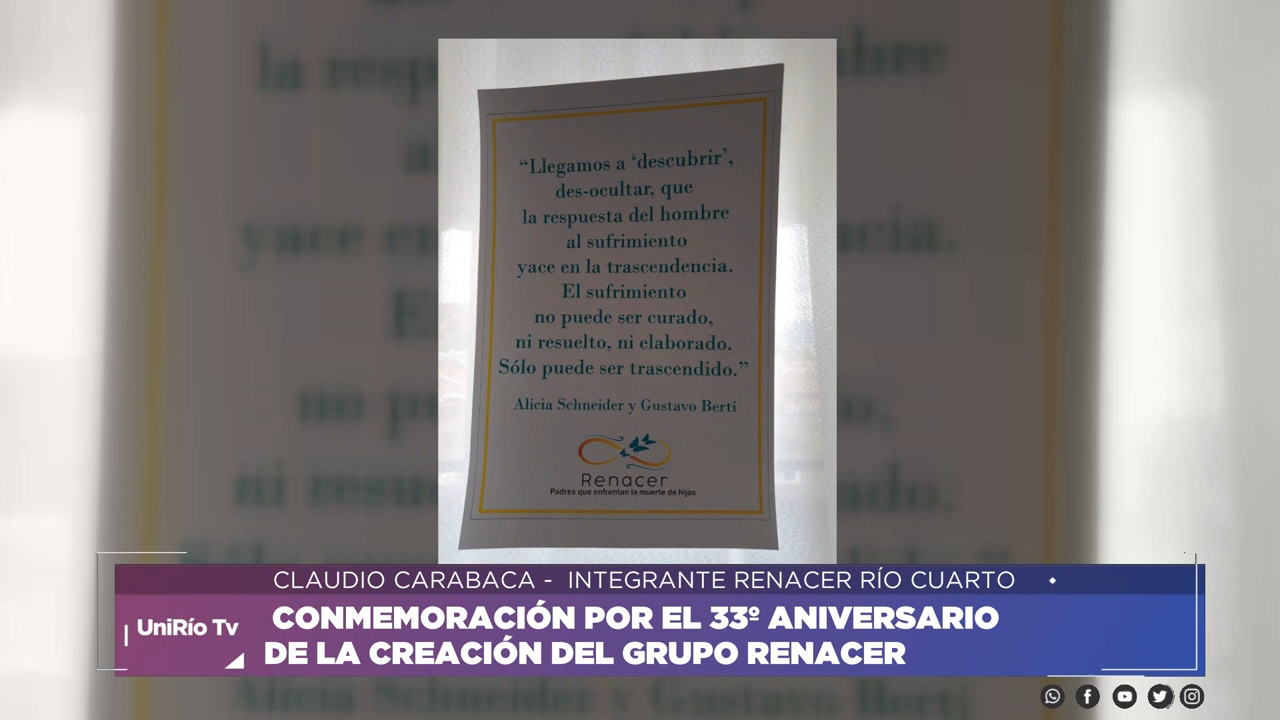 “Llegamos a ‘descubrir’,
des-ocultar, que
la respuesta del hombre
al sufrimiento
yace en la trascendencia.
El sufrimiento
no puede ser curado,
ni resuelto, ni elaborado.
Sólo puede ser trascendido.”
Alicia Schneider y Gustavo Berti
Renacer
Padres que enfrentan la muerte de hijos
CLAUDIO CARABACA - INTEGRANTE RENACER RÍO CUARTO
UniRío Tv
CONMEMORACIÓN POR EL 33º ANIVERSARIO
DE LA CREACIÓN DEL GRUPO RENACER